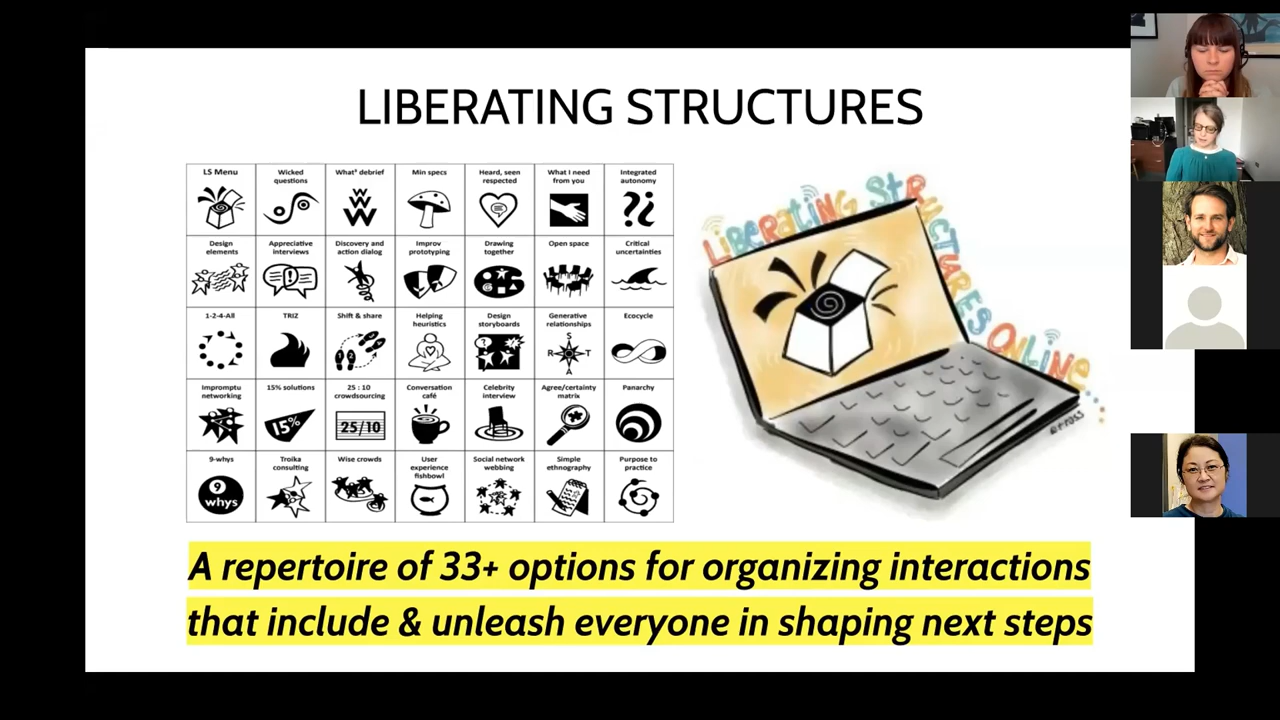 LIBERATING STRUCTURES
LS Menu
Wicked
questions
What³ debrief
Min specs
Heard, seen
respected
What I need
from you
Integrated
autonomy
W
W W
W
Design
elements
Appreciative
interviews
Discovery and
action dialog
Improv
prototyping
Drawing
together
Open space
Critical
uncertainties
1-2-4-All
TRIZ
Shift & share
Helping
heuristics
Design
storyboards
Generative
relationships
Ecocycle
S
R T
A
Impromptu
networking
15% solutions
25 : 10
crowdsourcing
Conversation
café
Celebrity
interview
Agree/certainty
matrix
Panarchy
15%
25/10
9-whys
Troika
consulting
Wise crowds
User
experience
fishbowl
Social network
webbing
Simple
ethnography
Purpose to
practice
9
whys
Liberating Structures Online
A repertoire of 33+ options for organizing interactions
that include & unleash everyone in shaping next steps